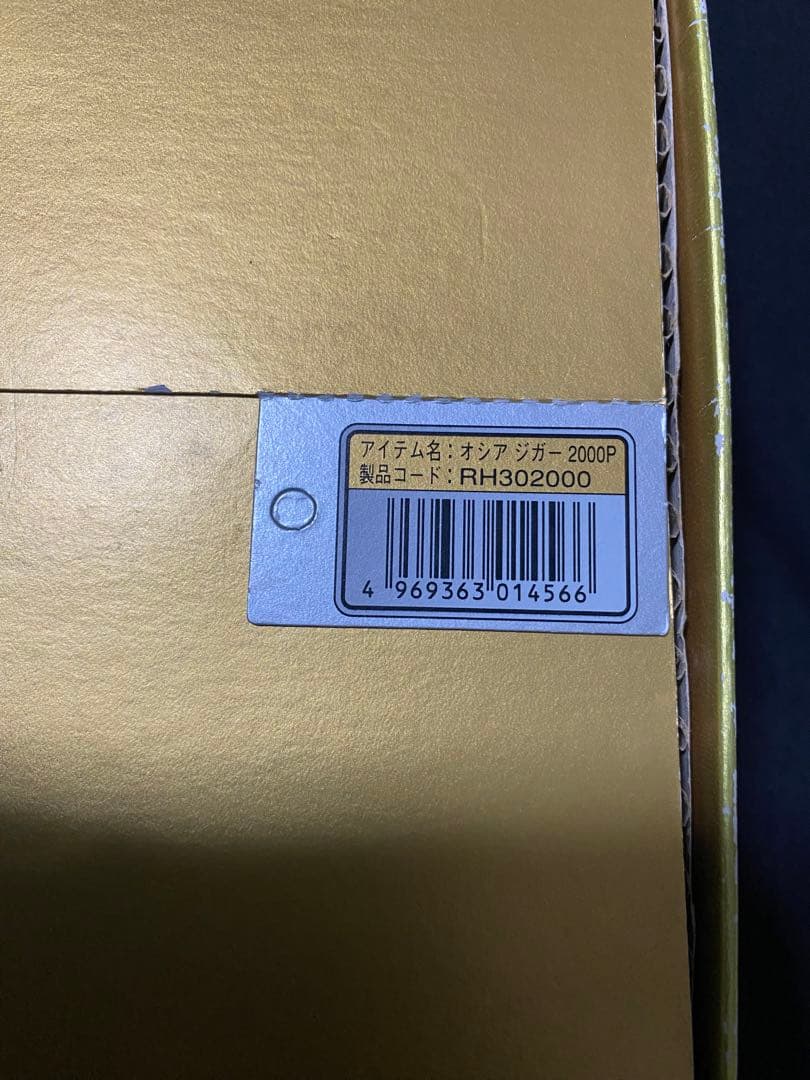 アイテム名：オシア ジガー 2000P
製品コード：RH302000
4 969363 014566